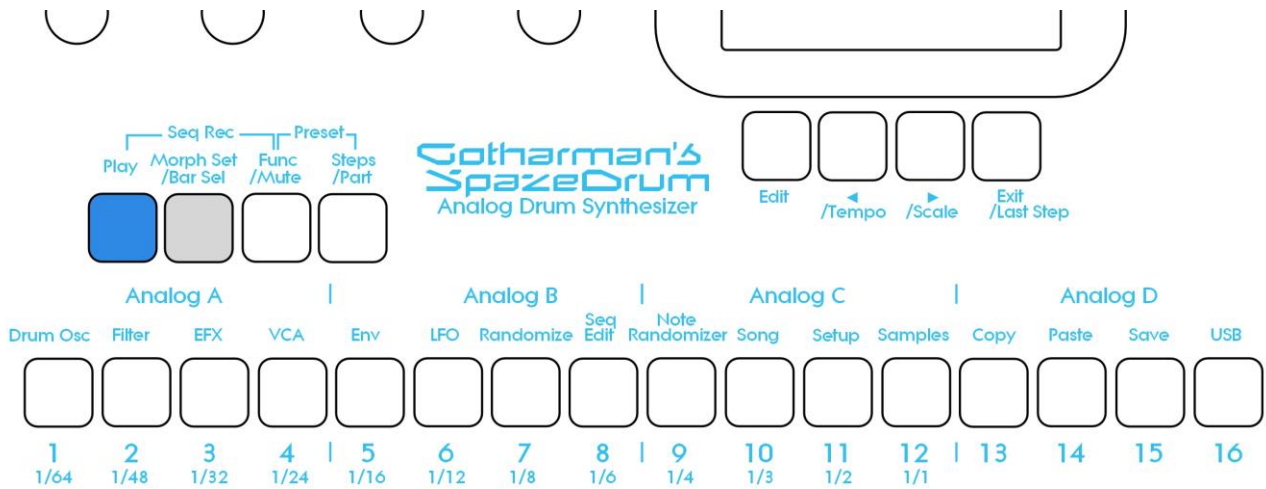 Seq Rec Preset
Play Morph Set Func Steps
/Bar Sel /Mute /Part
Gotharman's
SpazeDrum
Analog Drum Synthesizer
Edit ◄ ► Exit
/Tempo /Scale /Last Step
Analog A | Analog B | Analog C | Analog D
Drum Osc Filter EFX VCA Env LFO Randomize Seq Edit Note Randomizer Song Setup Samples Copy Paste Save USB
1 2 3 4 | 5 6 7 8 | 9 10 11 12 | 13 14 15 16
1/64 1/48 1/32 1/24 1/16 1/12 1/8 1/6 1/4 1/3 1/2 1/1